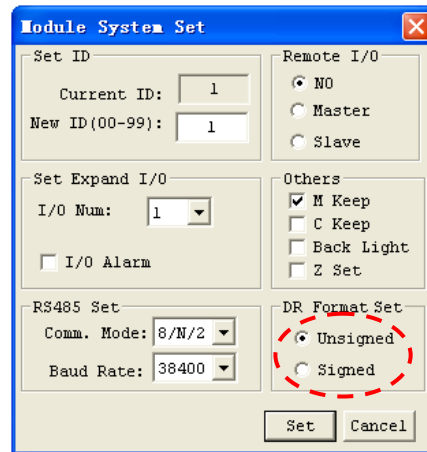 Module System Set
Set ID
Current ID: 1
New ID(00-99): 1
Remote I/O
NO
Master
Slave
Set Expand I/O
I/O Num: 1
I/O Alarm
Others
M Keep
C Keep
Back Light
Z Set
RS485 Set
Comm. Mode: 8/N/2
Baud Rate: 38400
DR Format Set
Unsigned
Signed
Set Cancel